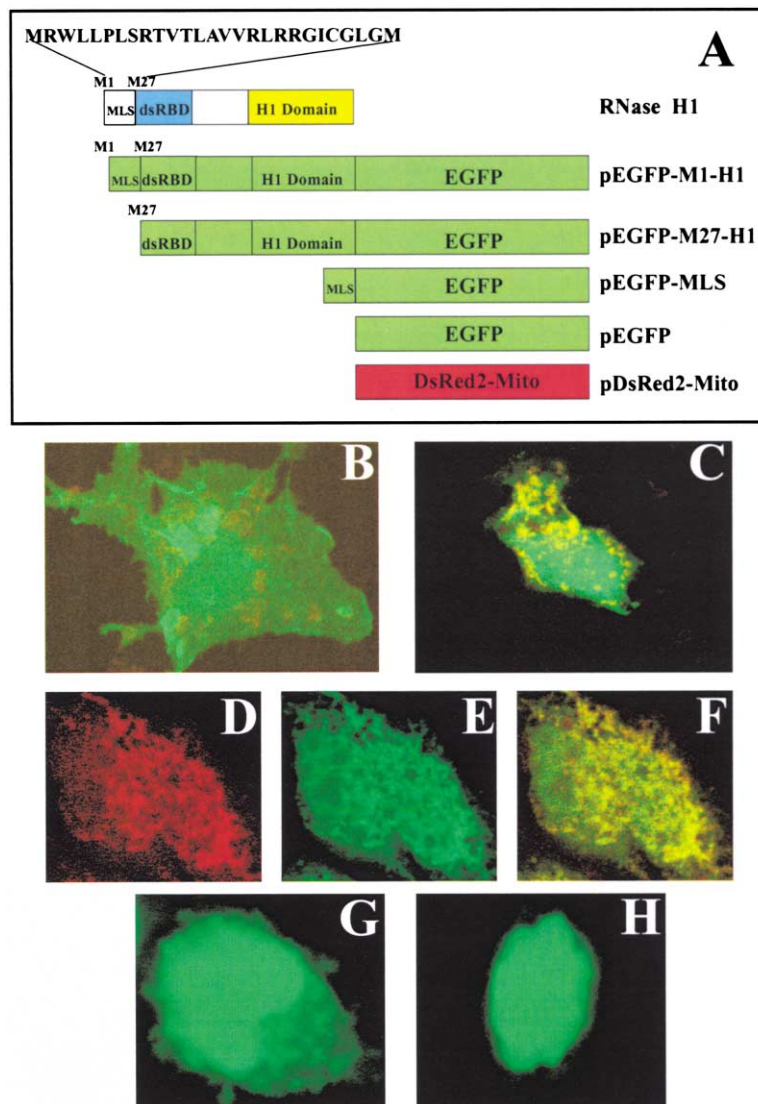 MRWLLPLSRTVTLAVVRLRRGICGLGM
A
M1 M27
MLS dsRBD H1 Domain RNase H1
M1 M27
MLS dsRBD H1 Domain EGFP pEGFP-M1-H1
M27
dsRBD H1 Domain EGFP pEGFP-M27-H1
MLS EGFP pEGFP-MLS
EGFP pEGFP
DsRed2-Mito pDsRed2-Mito
B C
D E F
G H